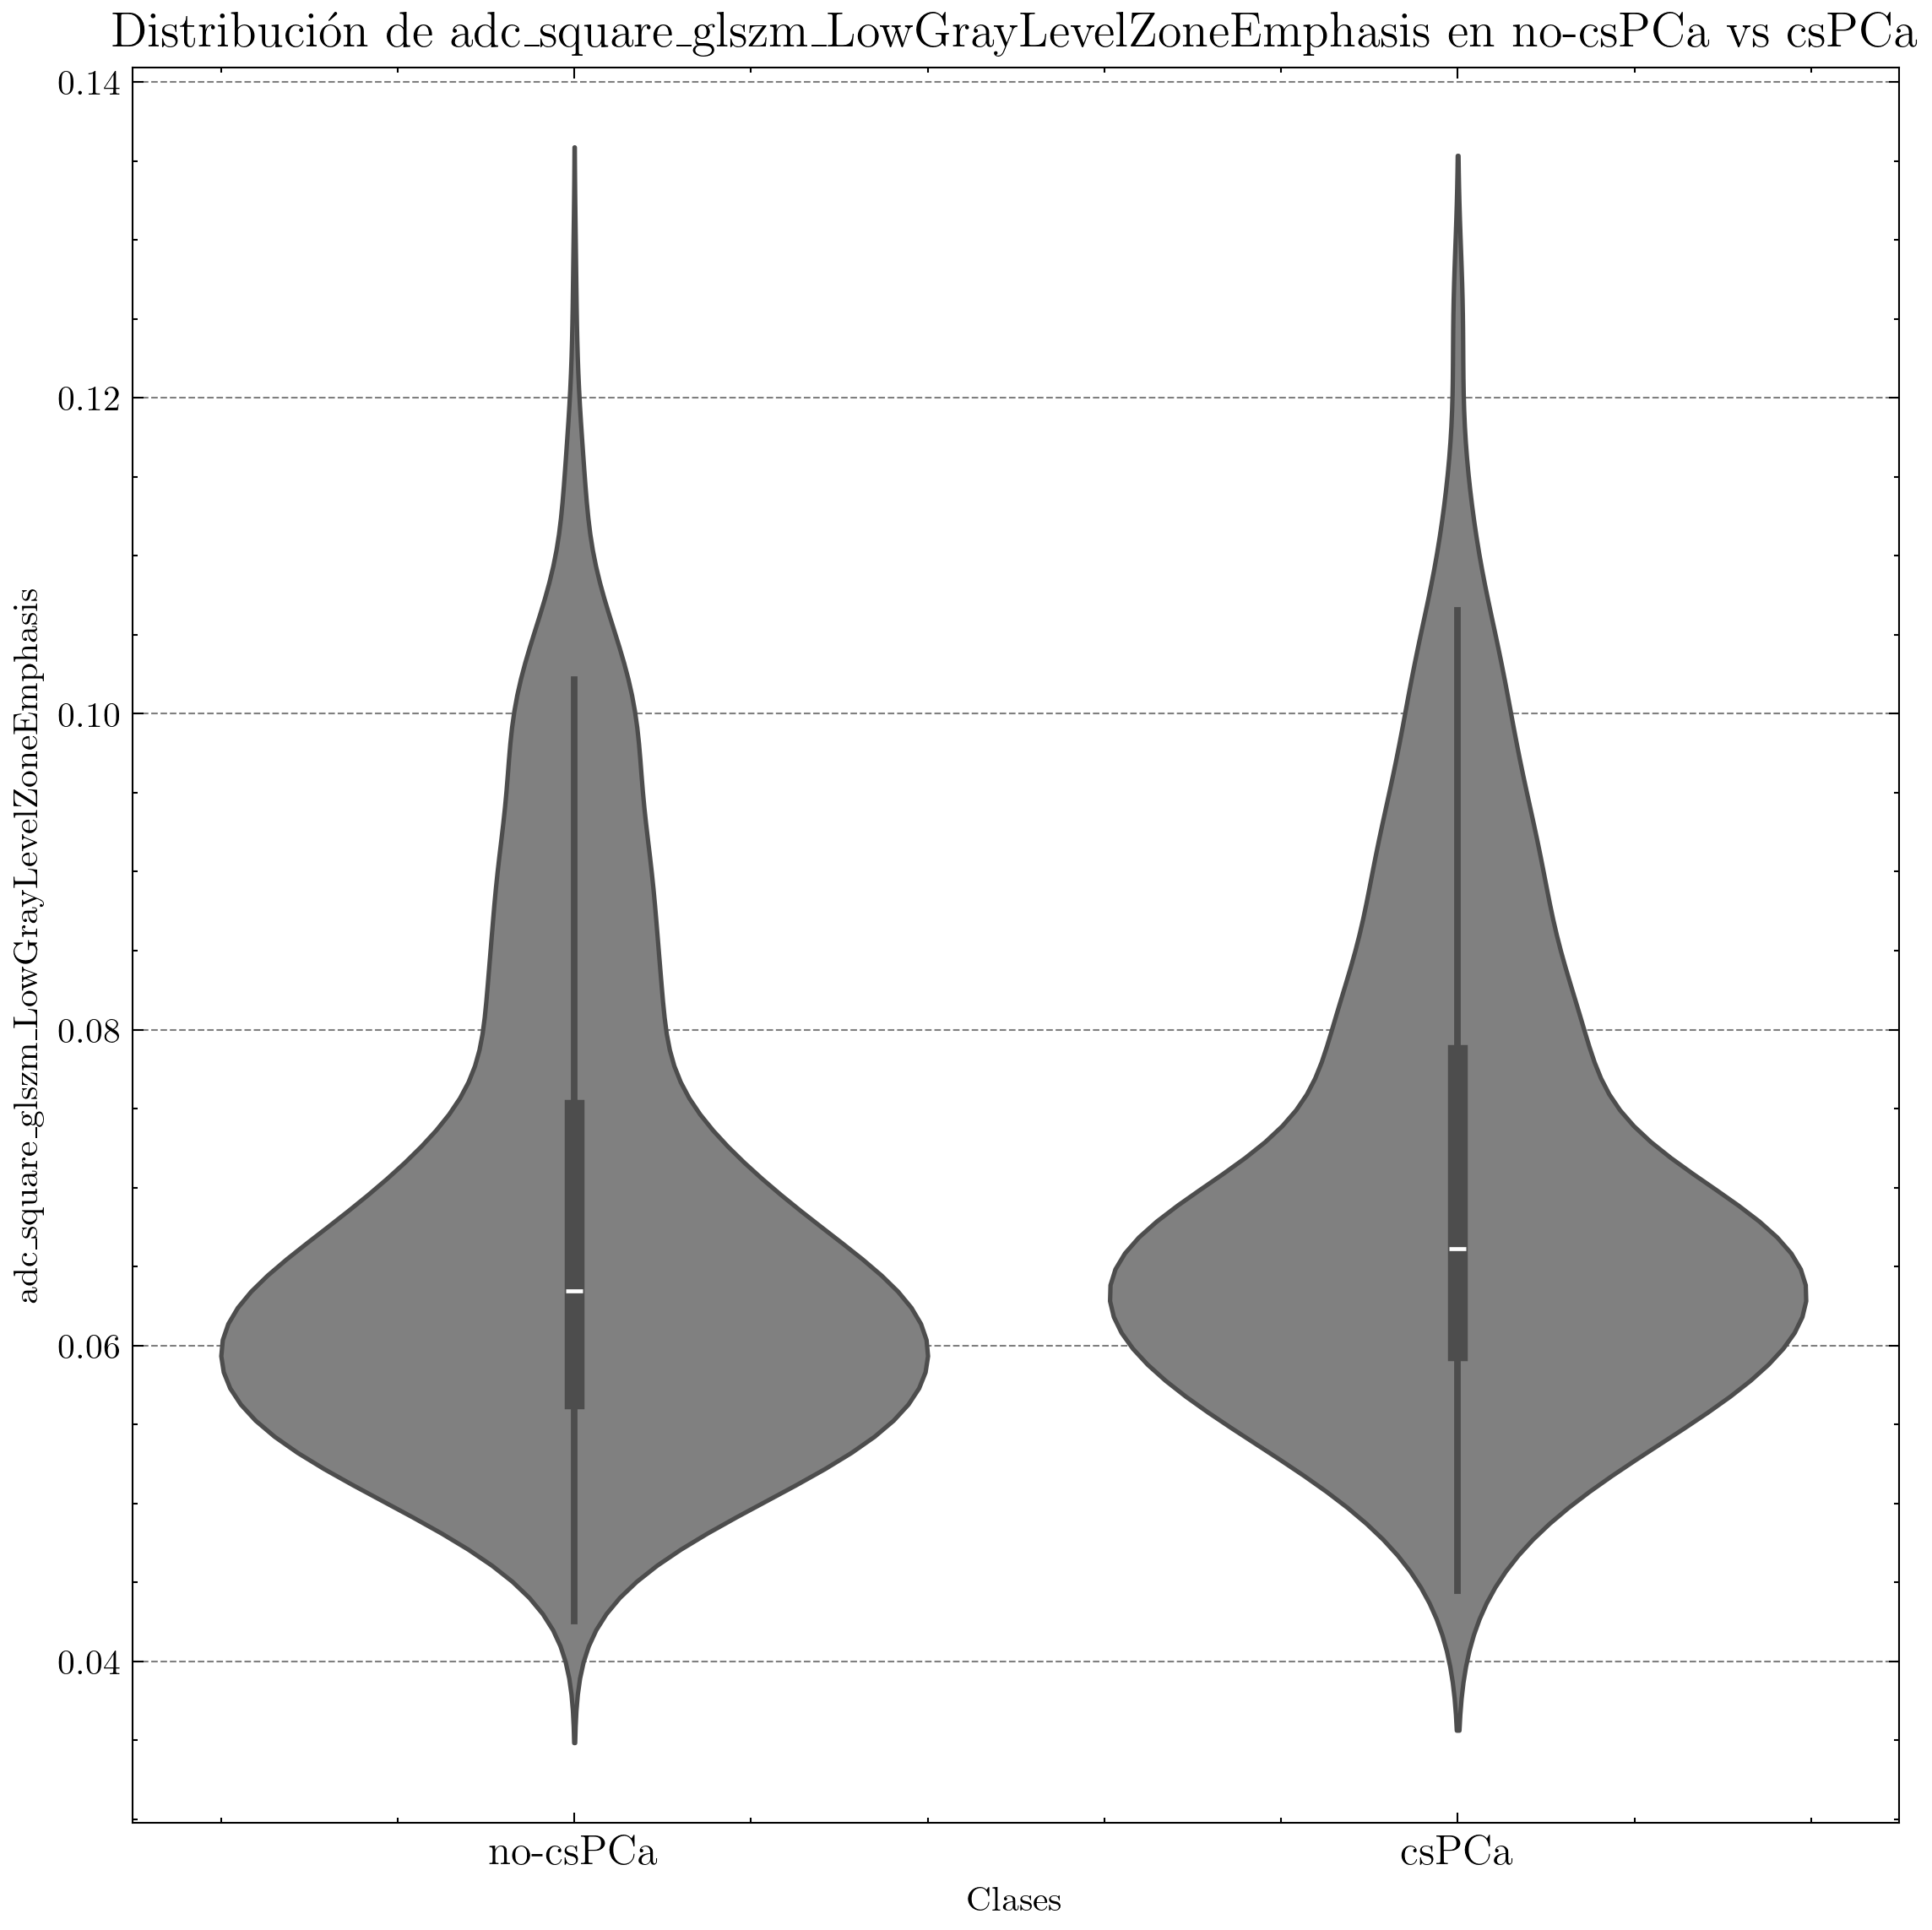 Distribución de adc_square_glszm_LowGrayLevelZoneEmphasis en no-csPCa vs csPCa
0.14
0.12
0.10
0.08
0.06
0.04
adc_square_glszm_LowGrayLevelZoneEmphasis
no-csPCa
csPCa
Clases